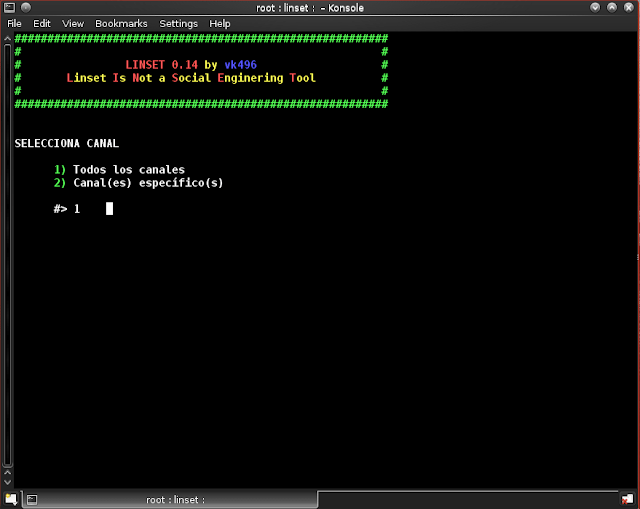 root : linset :  – Konsole
File Edit View Bookmarks Settings Help
#########################################################
# #
# LINSET 0.14 by vk496 #
# Linset Is Not a Social Enginering Tool #
# #
#########################################################
SELECCIONA CANAL
1) Todos los canales
2) Canal(es) específico(s)
#> 1
root : linset :